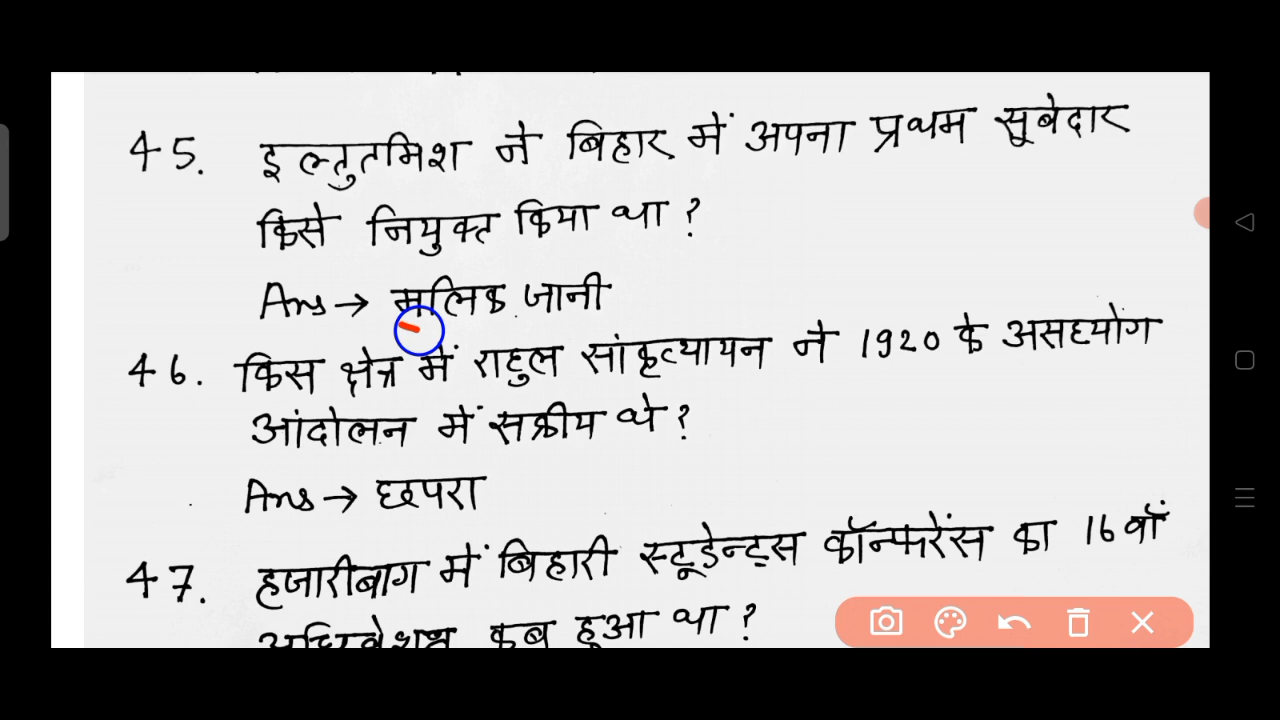 45. इल्तुतमिश ने बिहार में अपना प्रथम सूबेदार
किसे नियुक्त किया था ?
Ans → मलिक जानी
46. किस क्षेत्र में राहुल सांकृत्यायन ने 1920 के असहयोग
आंदोलन में सक्रीय थे ?
Ans → छपरा
47. हजारीबाग में बिहारी स्टूडेन्ट्स कॉन्फरेंस का 16 वाँ
अधिवेशन कब हुआ था ?